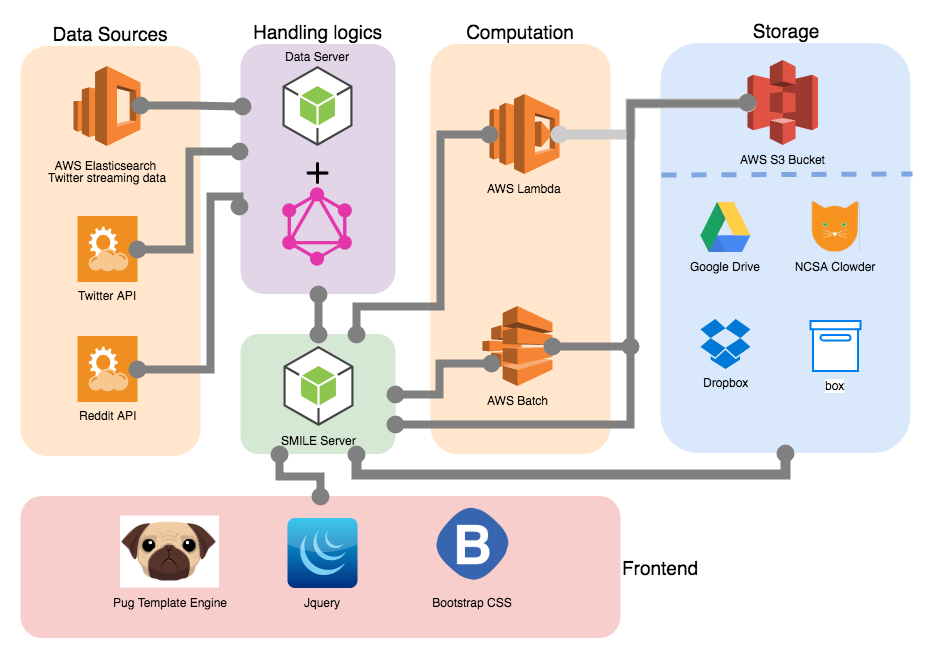 Data Sources
Handling logics
Computation
Storage
Data Server
AWS Elasticsearch
Twitter streaming data
+
AWS Lambda
AWS S3 Bucket
Twitter API
Google Drive
NCSA Clowder
Reddit API
SMILE Server
AWS Batch
Dropbox
box
B
Frontend
Pug Template Engine
Jquery
Bootstrap CSS